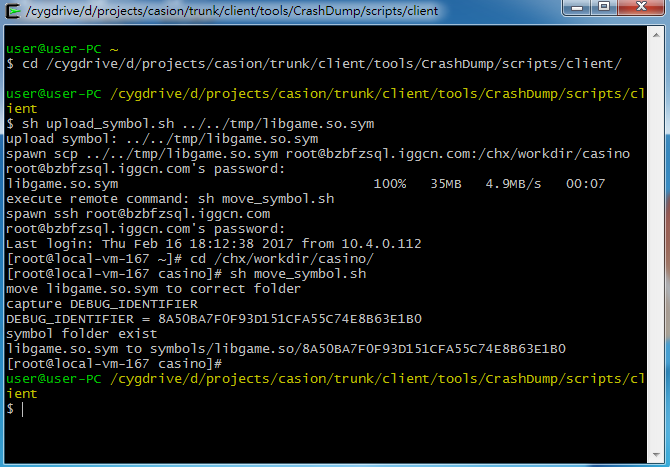 /cygdrive/d/projects/casion/trunk/client/tools/CrashDump/scripts/client
user@user-PC ~
$ cd /cygdrive/d/projects/casion/trunk/client/tools/CrashDump/scripts/client/
user@user-PC /cygdrive/d/projects/casion/trunk/client/tools/CrashDump/scripts/cl
ient
$ sh upload_symbol.sh ../../tmp/libgame.so.sym
upload symbol: ../../tmp/libgame.so.sym
spawn scp ../../tmp/libgame.so.sym root@bzbfzsql.iggcn.com:/chx/workdir/casino
root@bzbfzsql.iggcn.com's password:
libgame.so.sym 100% 35MB 4.9MB/s 00:07
execute remote command: sh move_symbol.sh
spawn ssh root@bzbfzsql.iggcn.com
root@bzbfzsql.iggcn.com's password:
Last login: Thu Feb 16 18:12:38 2017 from 10.4.0.112
[root@local-vm-167 ~]# cd /chx/workdir/casino/
[root@local-vm-167 casino]# sh move_symbol.sh
move libgame.so.sym to correct folder
capture DEBUG_IDENTIFIER
DEBUG_IDENTIFIER = 8A50BA7F0F93D151CFA55C74E8B63E1B0
symbol folder exist
libgame.so.sym to symbols/libgame.so/8A50BA7F0F93D151CFA55C74E8B63E1B0
[root@local-vm-167 casino]#
user@user-PC /cygdrive/d/projects/casion/trunk/client/tools/CrashDump/scripts/cl
ient
$